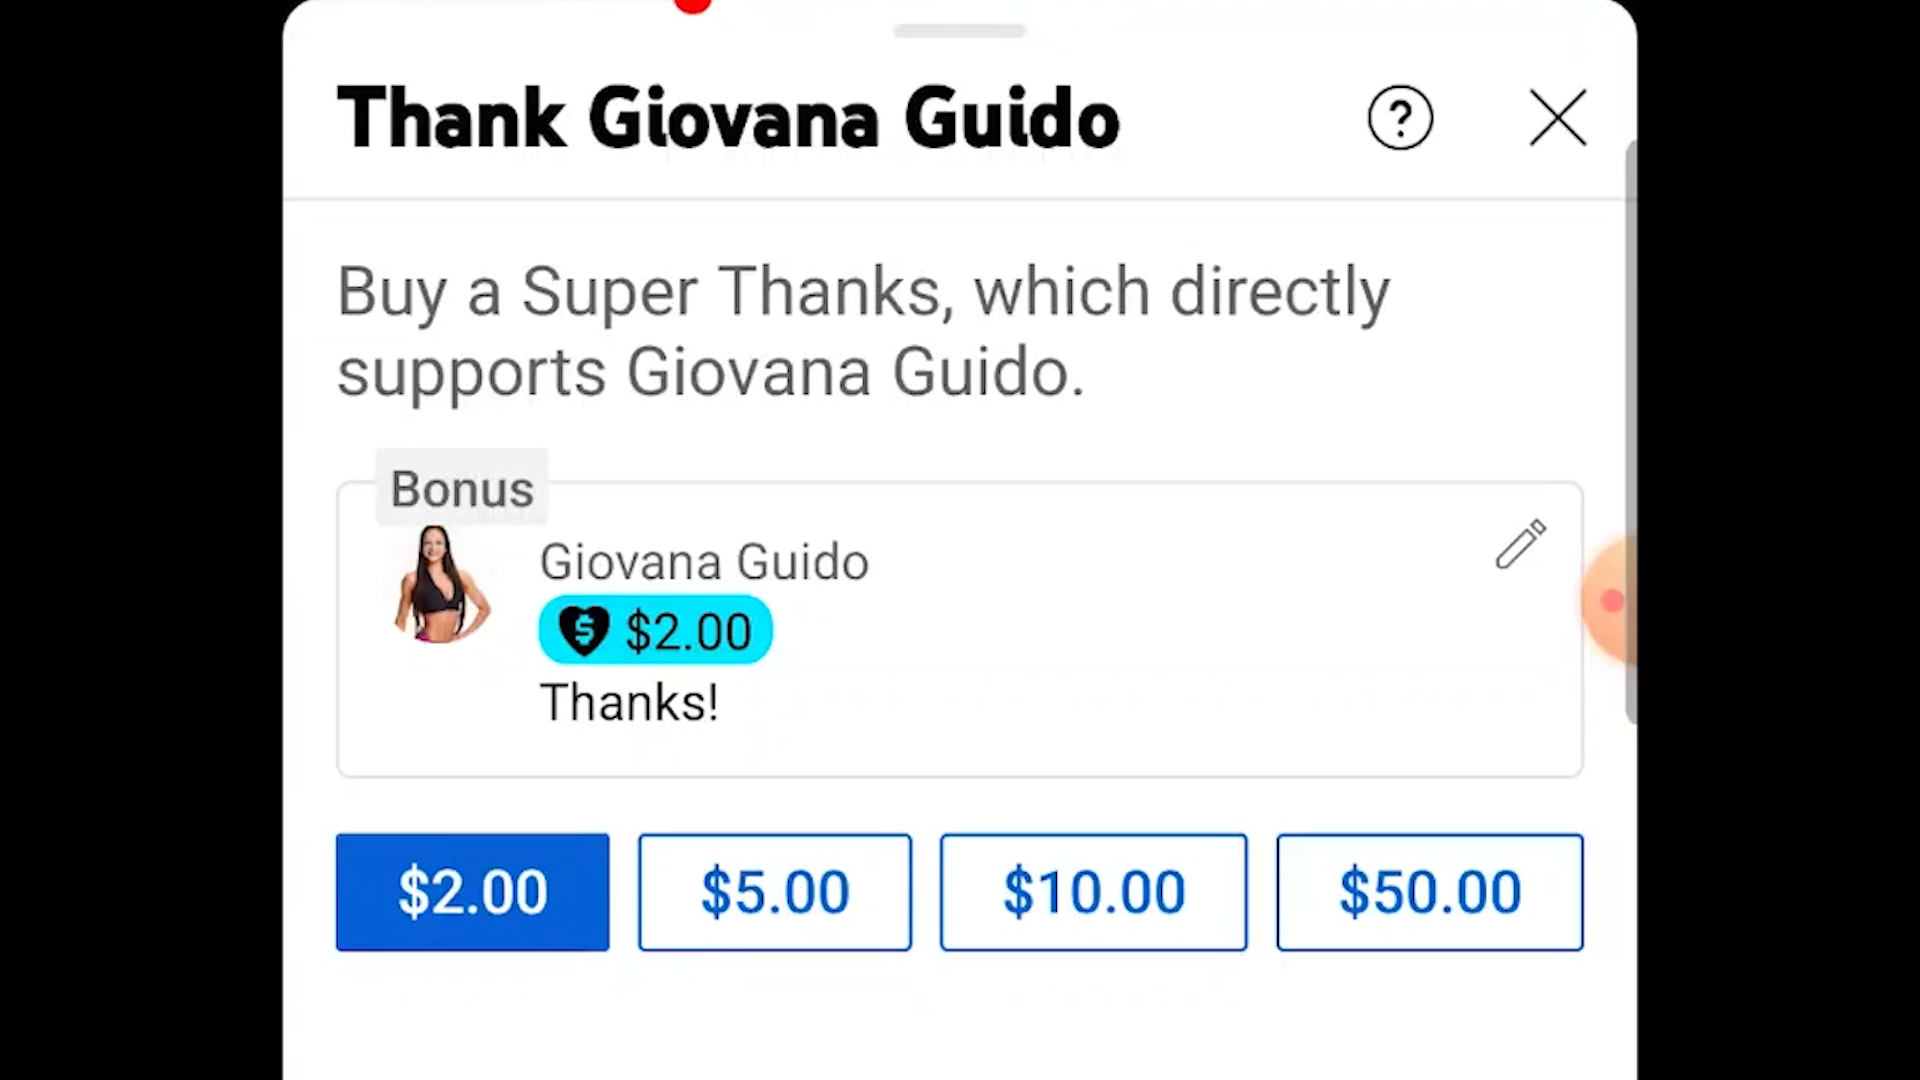 Thank Giovana Guido
Buy a Super Thanks, which directly
supports Giovana Guido.
Bonus
Giovana Guido
$2.00
Thanks!
$2.00 $5.00 $10.00 $50.00